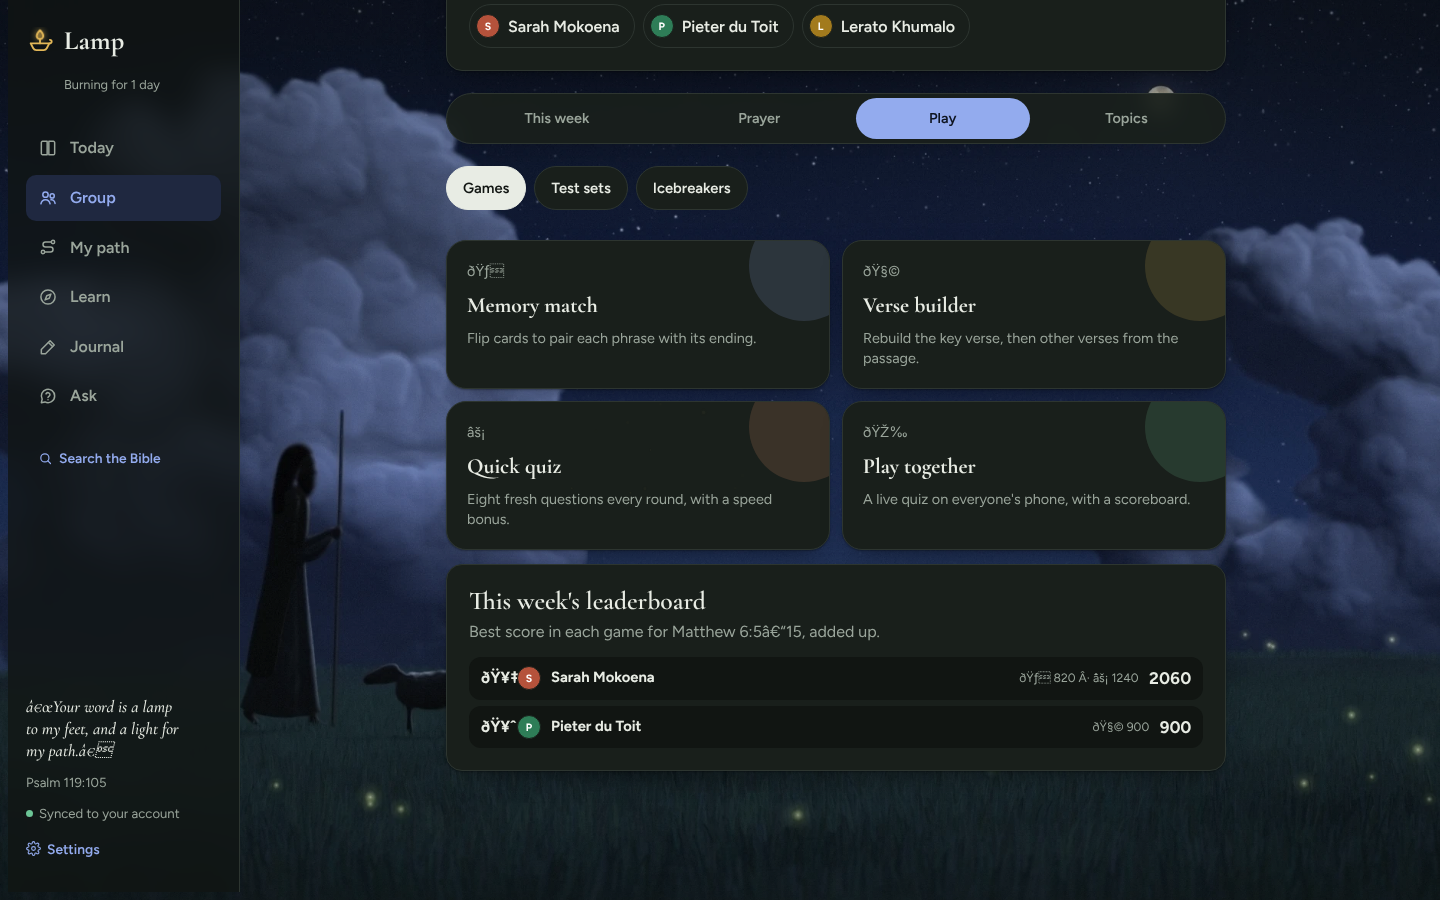 Lamp
Burning for 1 day
Today
Group
My path
Learn
Journal
Ask
Search the Bible
â€œYour word is a lamp
to my feet, and a light for
my path.â€
Psalm 119:105
Synced to your account
Settings
S Sarah Mokoena P Pieter du Toit L Lerato Khumalo
This week Prayer Play Topics
Games Test sets Icebreakers
ðŸƒ
Memory match
Flip cards to pair each phrase with its ending.
ðŸ§©
Verse builder
Rebuild the key verse, then other verses from the
passage.
âš¡
Quick quiz
Eight fresh questions every round, with a speed
bonus.
ðŸŽ‰
Play together
A live quiz on everyone's phone, with a scoreboard.
This week's leaderboard
Best score in each game for Matthew 6:5â€“15, added up.
ðŸ¥‡ S Sarah Mokoena ðŸƒ 820 Â· âš¡ 1240 2060
ðŸ¥ˆ P Pieter du Toit ðŸ§© 900 900